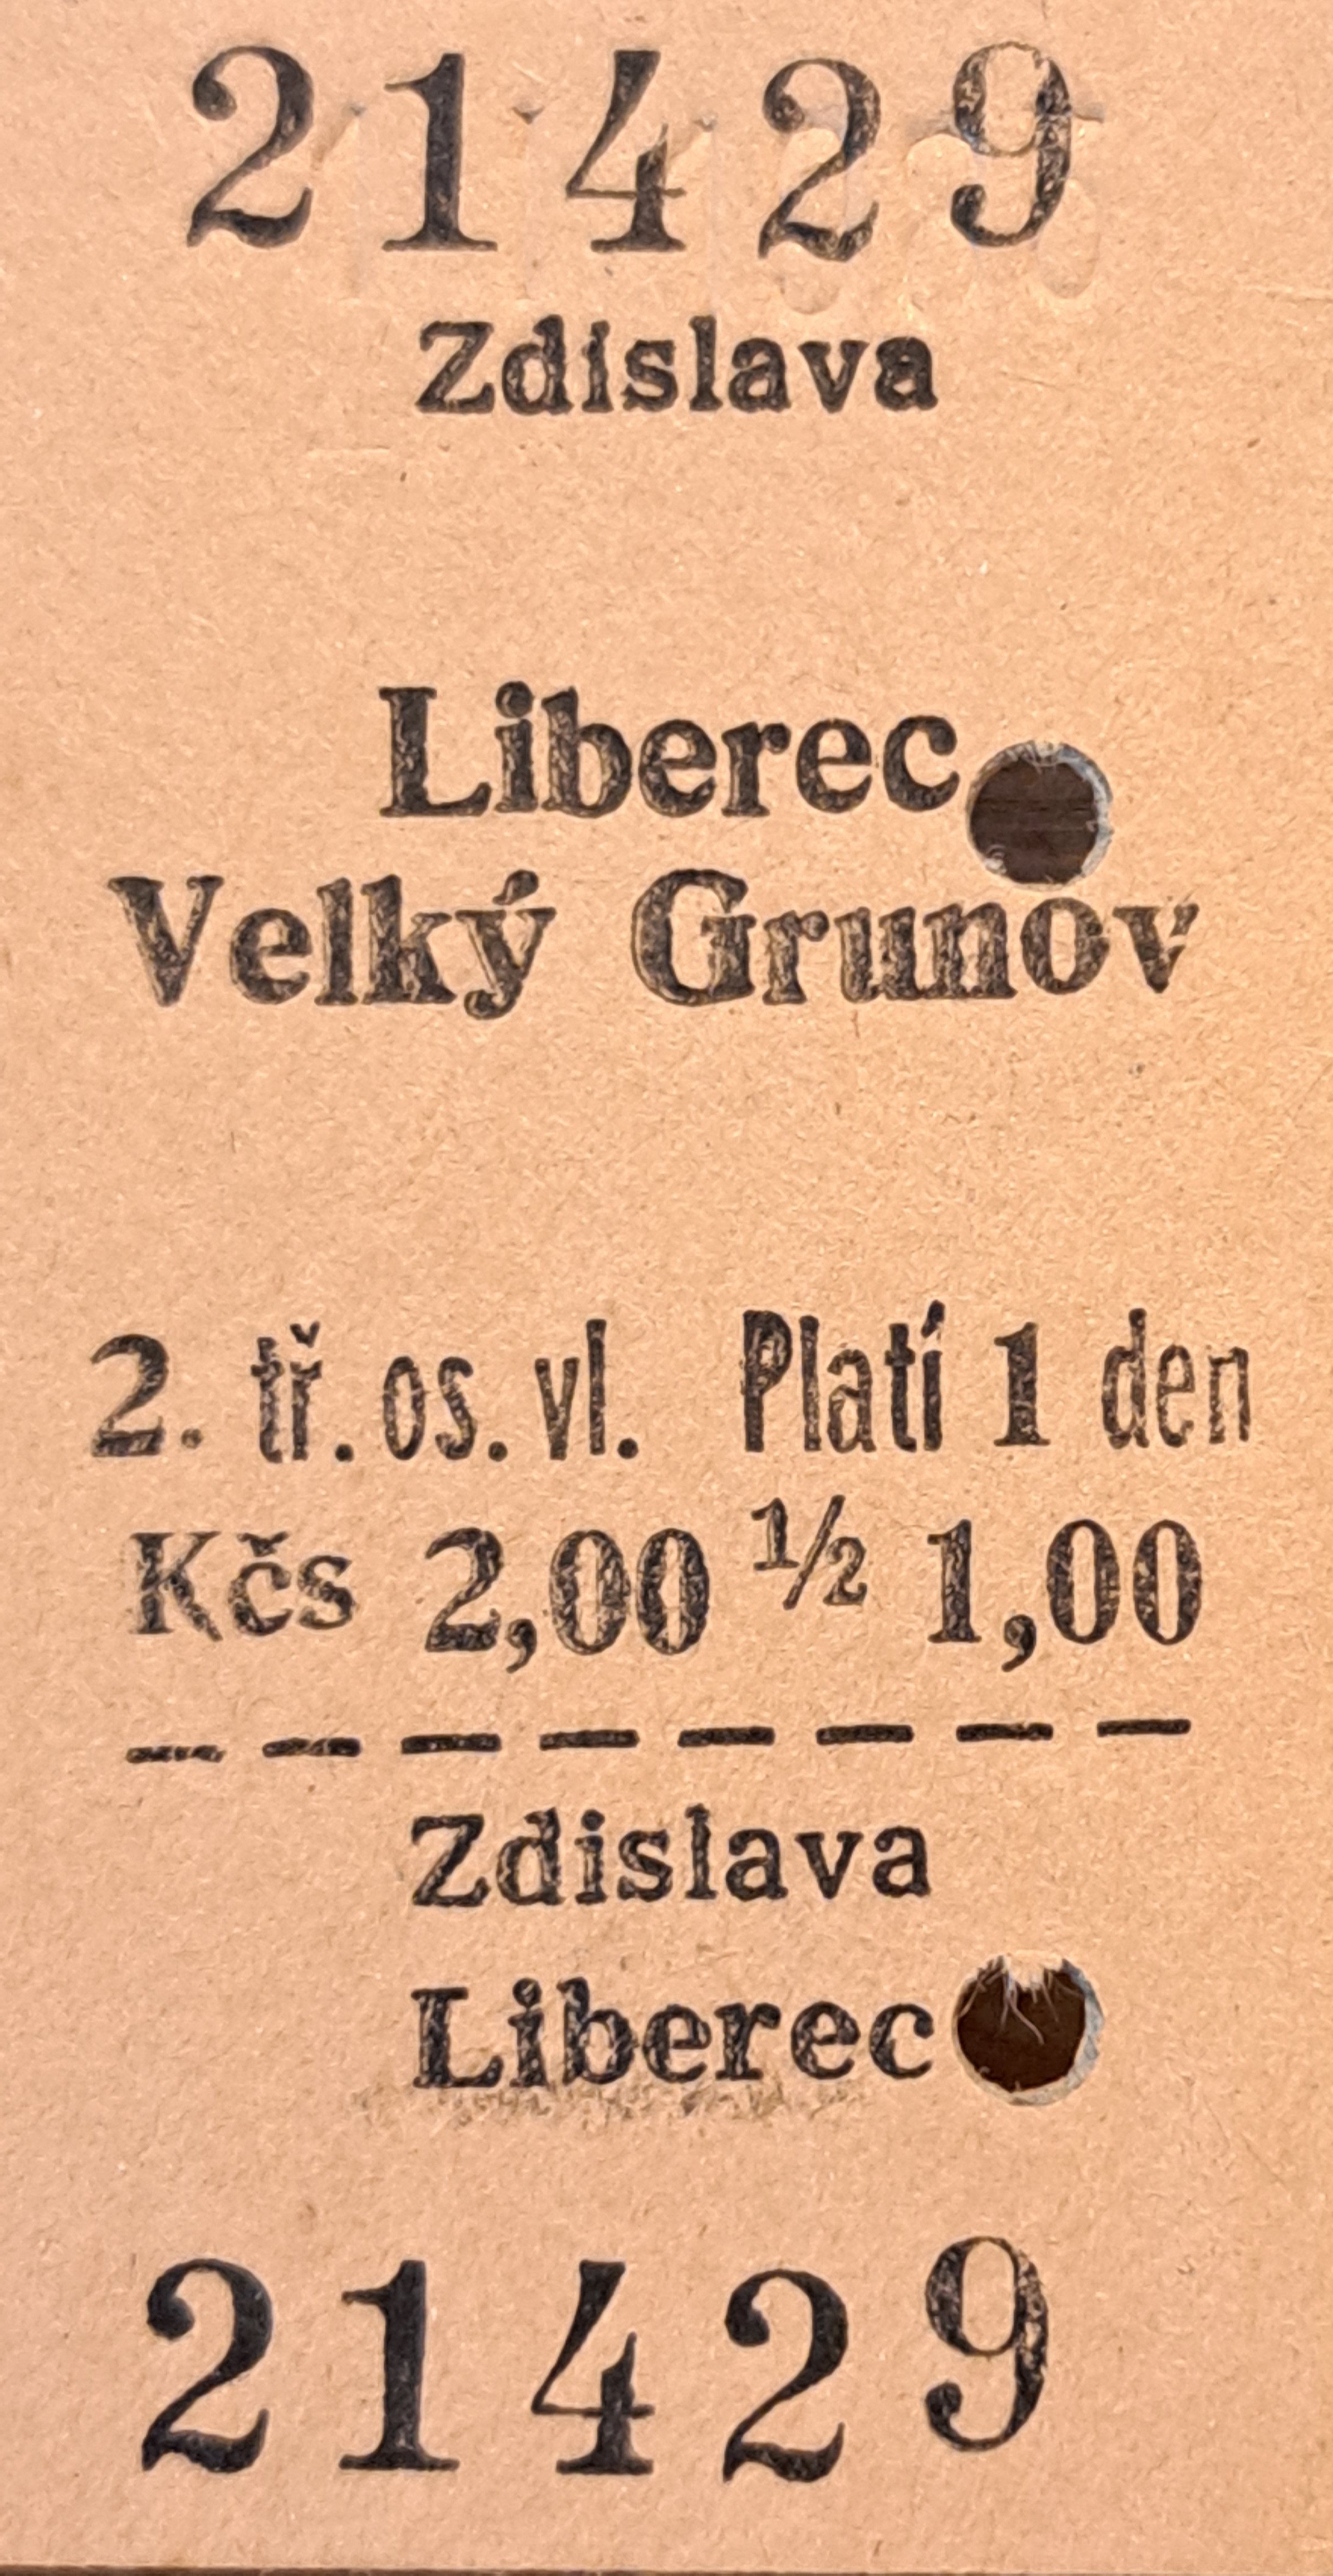 21429
Zdislava
Liberec
Velký Grunov
2. tř. os. vl. Platí 1 den
Kčs 2,00 ½ 1,00
Zdislava
Liberec
21429